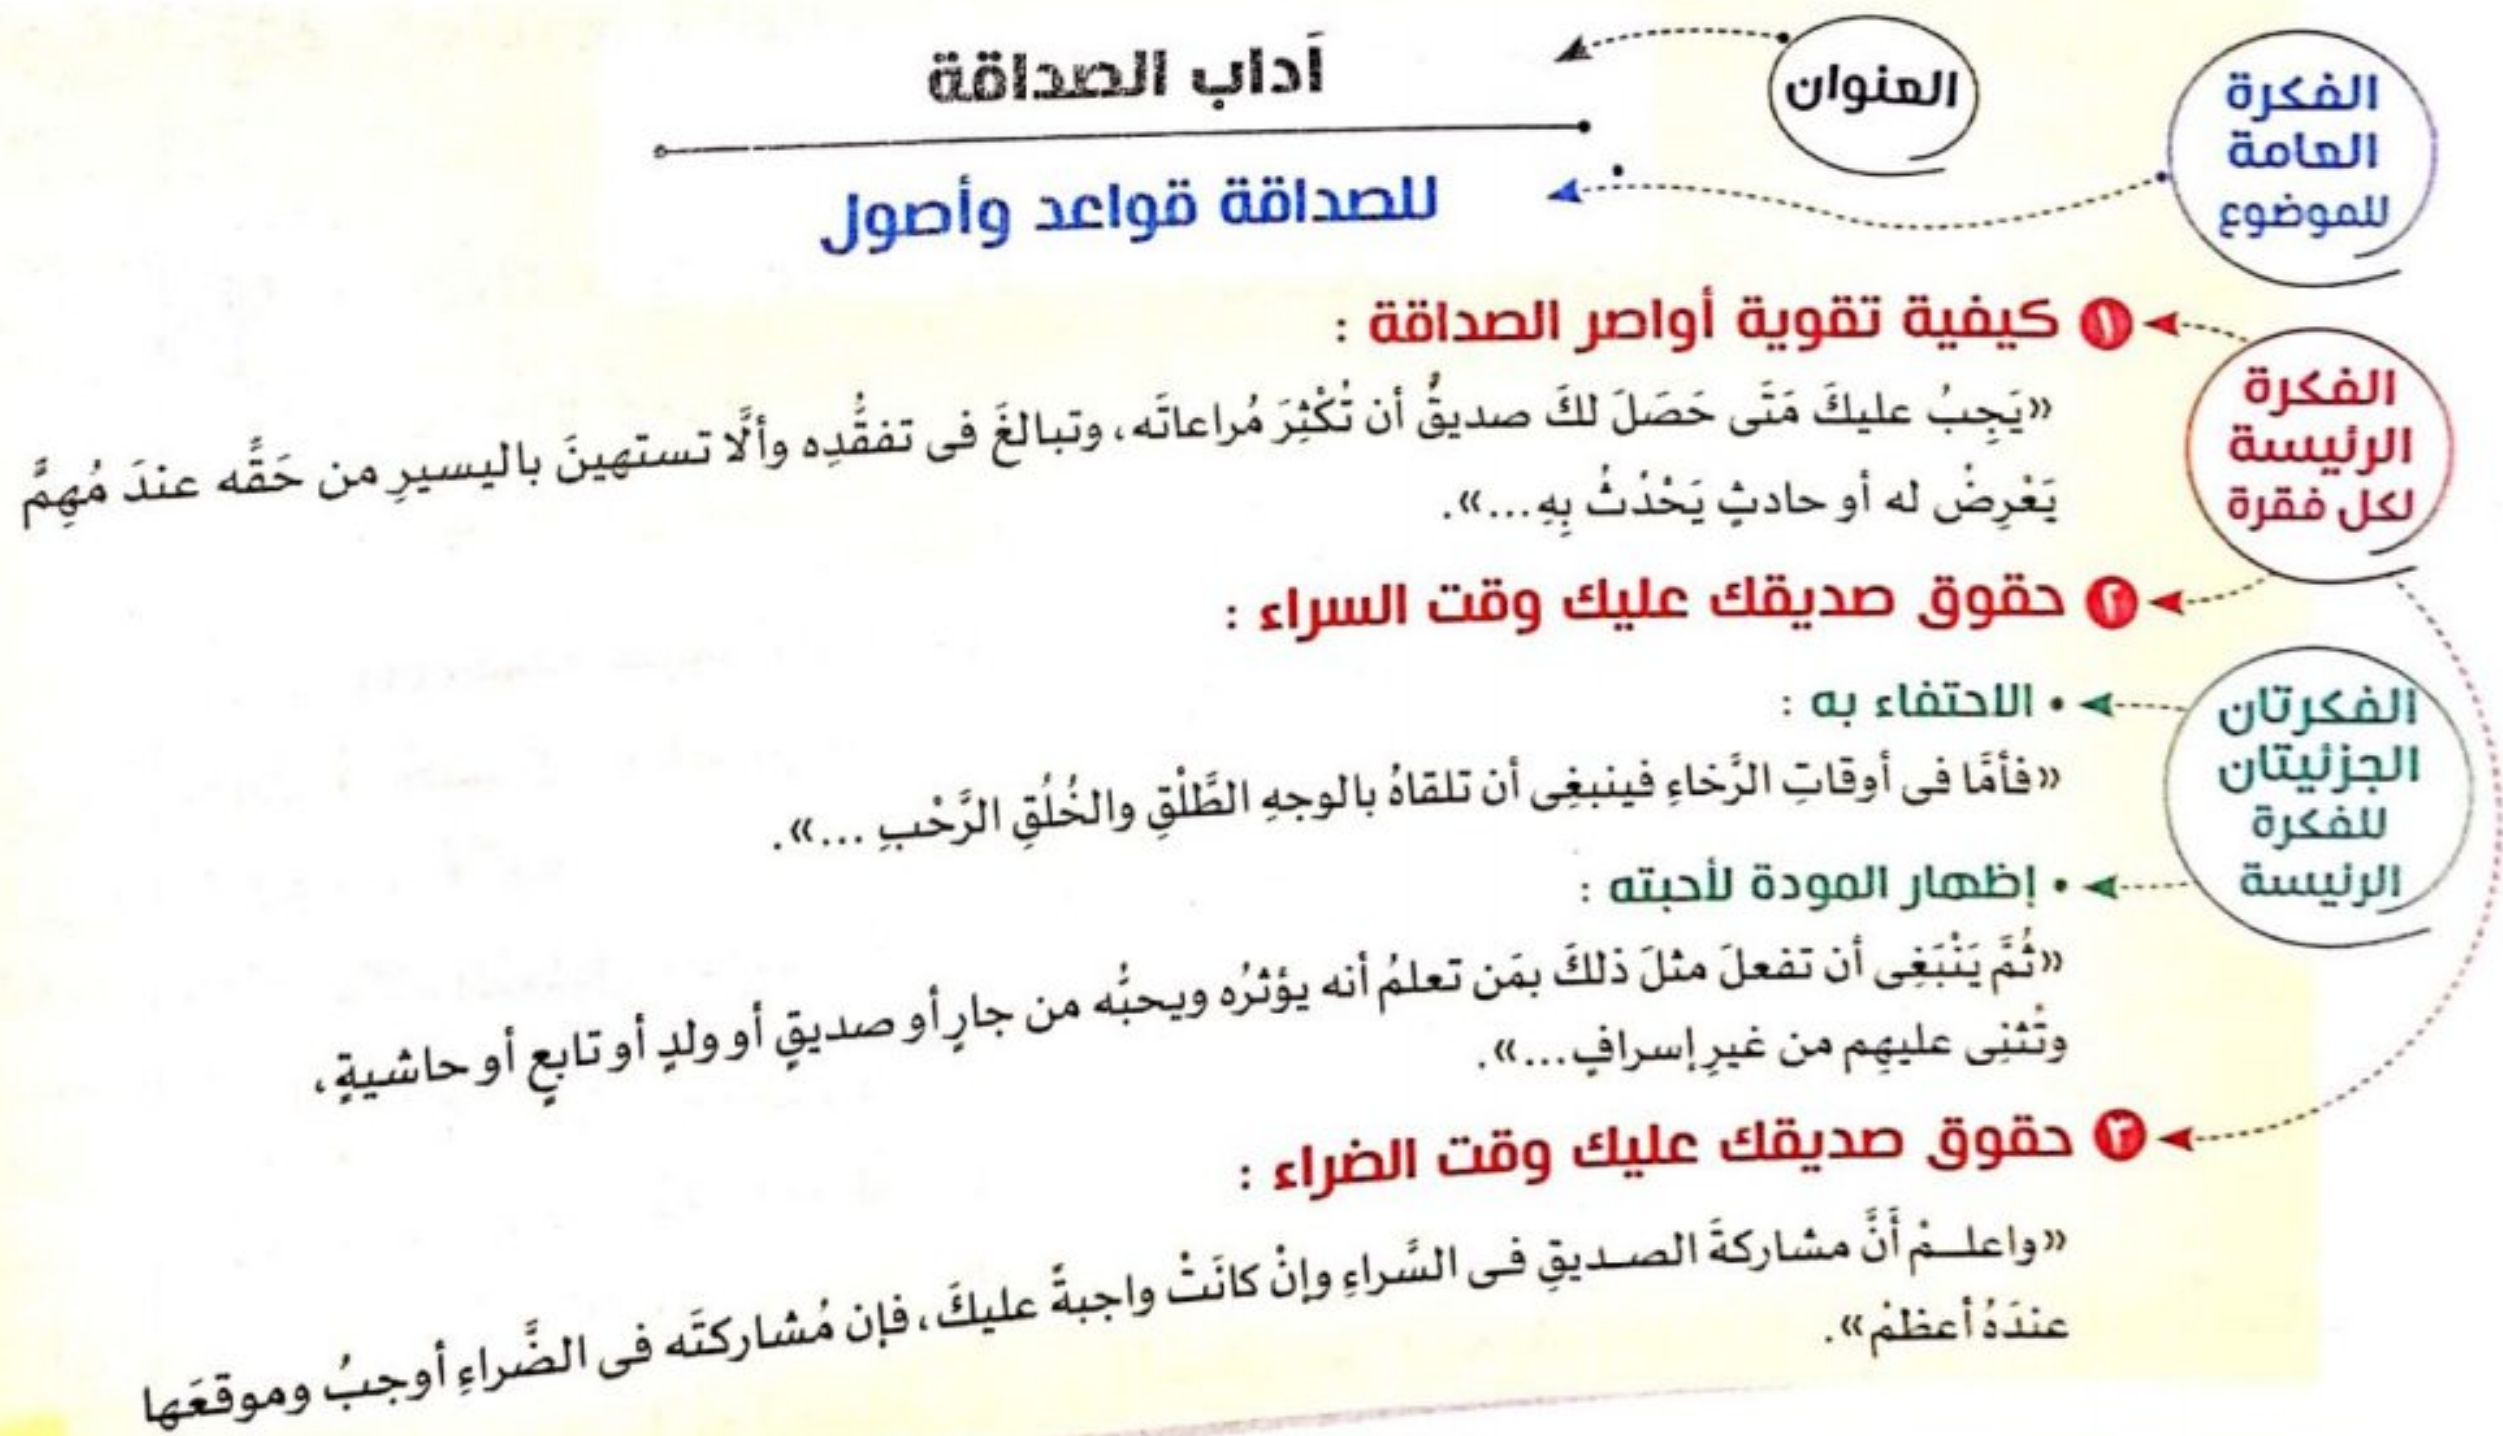 آداب الصداقة
العنوان
الفكرة
العامة
للموضوع
للصداقة قواعد وأصول
الفكرة
الرئيسة
لكل فقرة
١ كيفية تقوية أواصر الصداقة :
«يَجِبُ عليكَ مَتَى حَصَلَ لكَ صديقٌ أن تُكْثِرَ مُراعاتَه، وتبالغَ فى تفقُّدِه وألَّا تستهينَ باليسيرِ من حَقِّه عندَ مُهِمٍّ
يَعْرِضُ له أو حادثٍ يَحْدُثُ بِهِ...».
٢ حقوق صديقك عليك وقت السراء :
الفكرتان
الجزئيتان
للفكرة
الرئيسة
• الاحتفاء به :
«فأمَّا فى أوقاتِ الرَّخاءِ فينبغِى أن تلقاهُ بالوجهِ الطَّلْقِ والخُلُقِ الرَّحْبِ ...».
• إظهار المودة لأحبته :
«ثُمَّ يَنْبَغِى أن تفعلَ مثلَ ذلكَ بمَن تعلمُ أنه يؤثرُه ويحبُّه من جارٍ أو صديقٍ أو ولدٍ أو تابعٍ أو حاشيةٍ،
وتُثنِى عليهِم من غيرِ إسرافٍ...».
٣ حقوق صديقك عليك وقت الضراء :
«واعلـمْ أَنَّ مشاركةَ الصـديقِ فـى السَّراءِ وإنْ كانَتْ واجبةً عليكَ، فإن مُشاركتَه فى الضَّراءِ أوجبُ وموقعَها
عندَهُ أعظمُ».